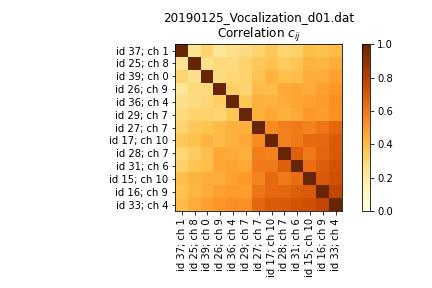 20190125_Vocalization_d01.dat
Correlation c_ij
id 37; ch 1
id 25; ch 8
id 39; ch 0
id 26; ch 9
id 36; ch 4
id 29; ch 7
id 27; ch 7
id 17; ch 10
id 28; ch 7
id 31; ch 6
id 15; ch 10
id 16; ch 9
id 33; ch 4
1.0
0.8
0.6
0.4
0.2
0.0
id 37; ch 1
id 25; ch 8
id 39; ch 0
id 26; ch 9
id 36; ch 4
id 29; ch 7
id 27; ch 7
id 17; ch 10
id 28; ch 7
id 31; ch 6
id 15; ch 10
id 16; ch 9
id 33; ch 4